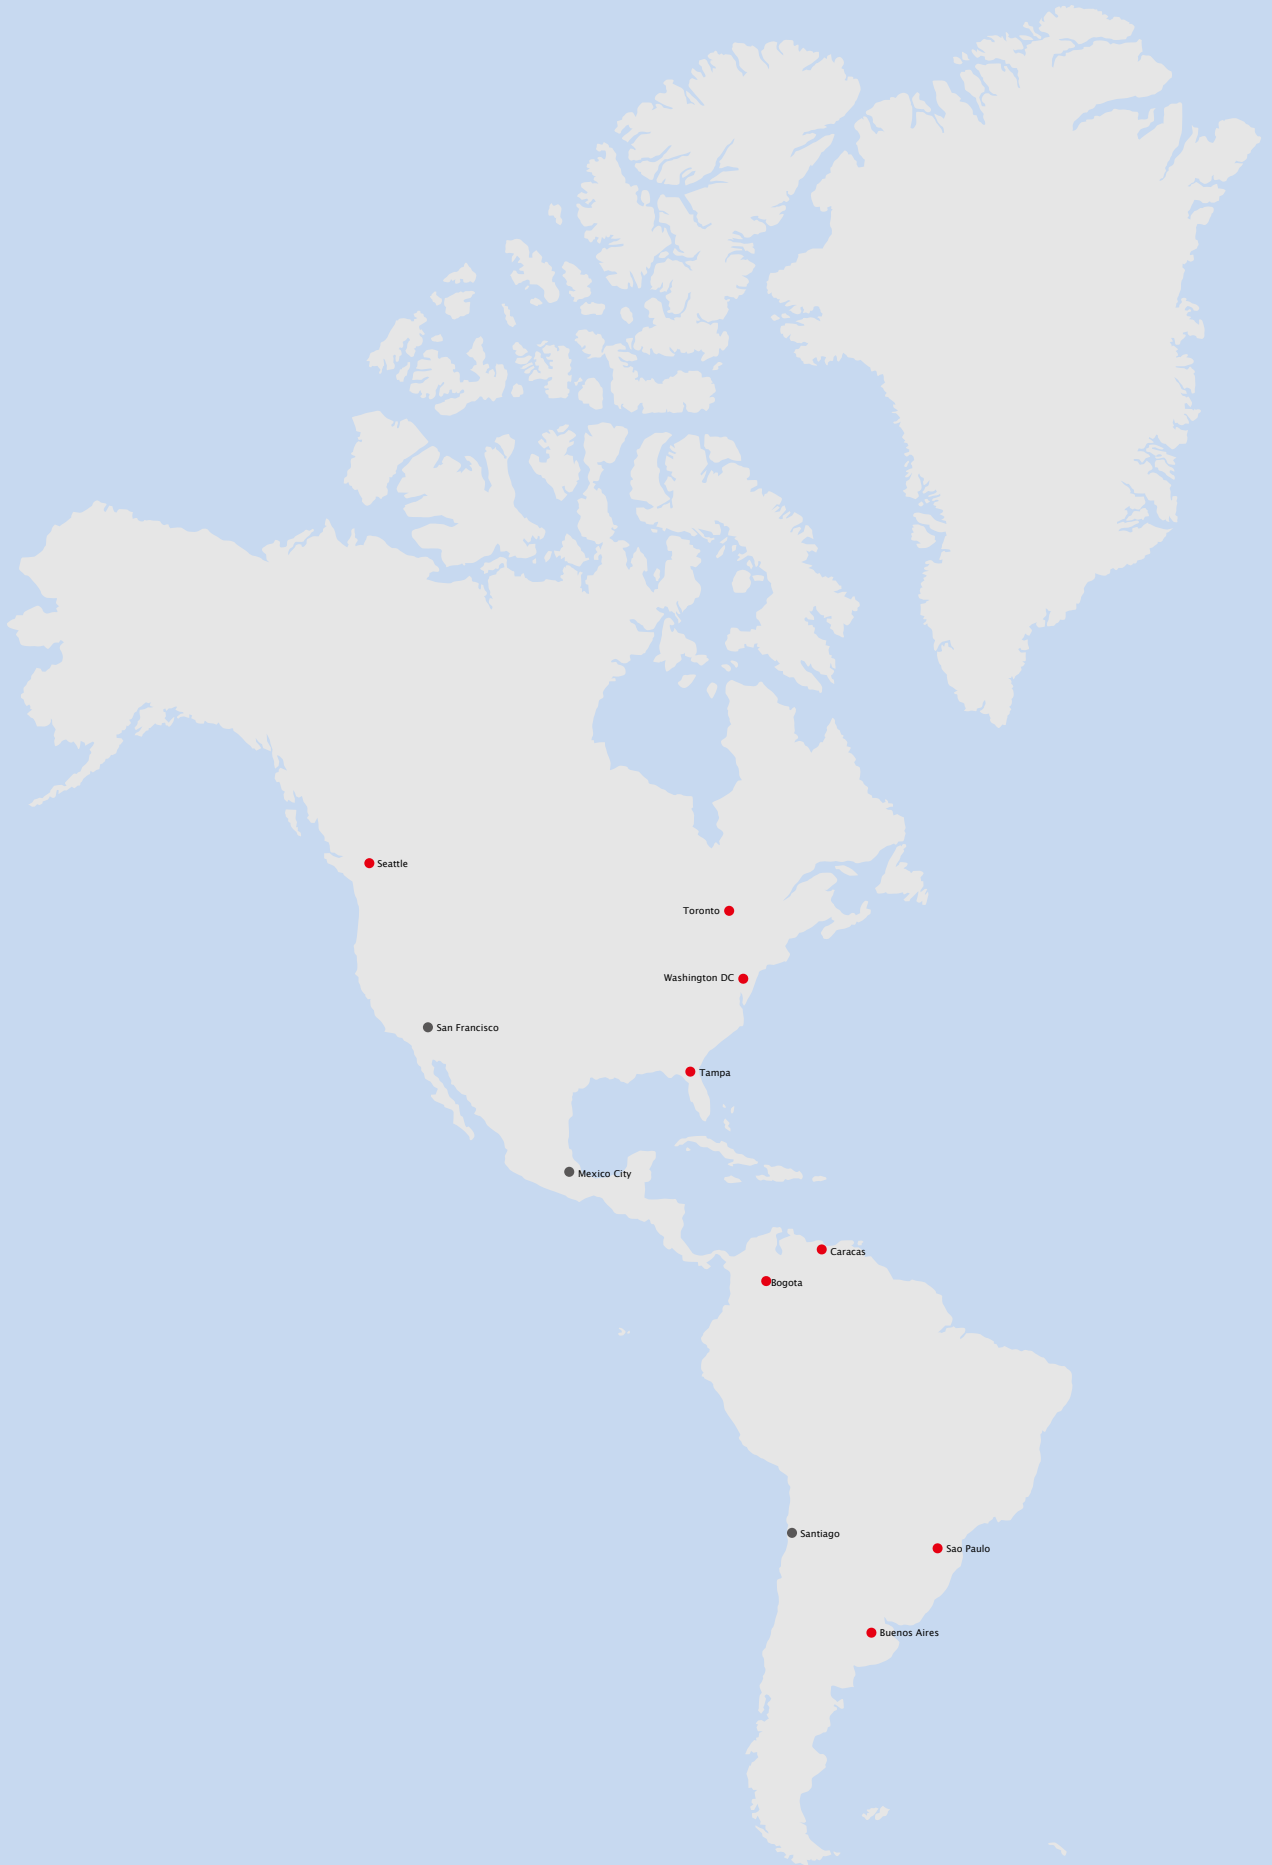 Seattle
Toronto
Washington DC
San Francisco
Tampa
Mexico City
Caracas
Bogota
Santiago
Sao Paulo
Buenos Aires